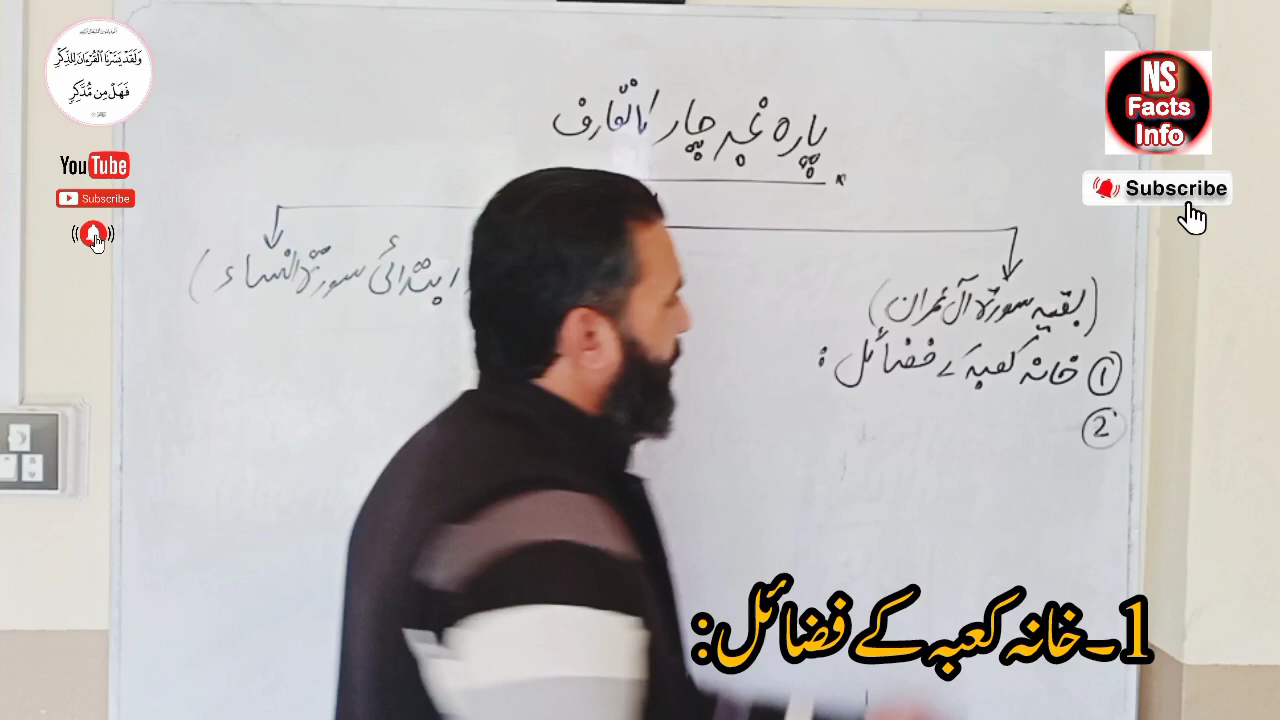 وَلَقَدْ يَسَّرْنَا الْقُرْءَانَ لِلذِّكْرِ
فَهَلْ مِن مُّدَّكِرٍ
YouTube
Subscribe
NS
Facts
Info
Subscribe
پارہ نمبر چار کا تعارف
(بقیہ سورۃ آل عمران)
ابتدائی سورۃ النساء)
① خانہ کعبہ کے فضائل:
②
1۔خانہ کعبہ کے فضائل: